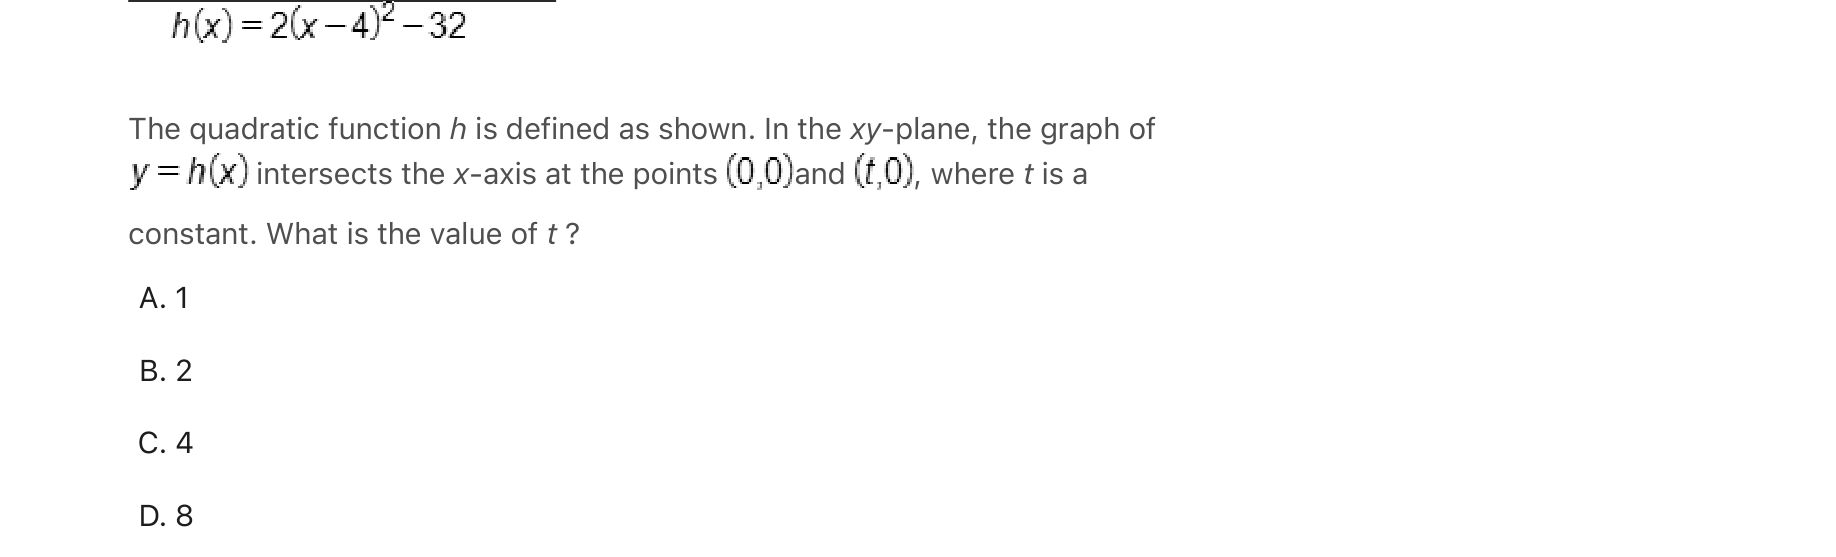 h(x) = 2(x – 4)² – 32
The quadratic function h is defined as shown. In the xy-plane, the graph of
y = h(x) intersects the x-axis at the points (0,0)and (t,0), where t is a
constant. What is the value of t ?
A. 1
B. 2
C. 4
D. 8